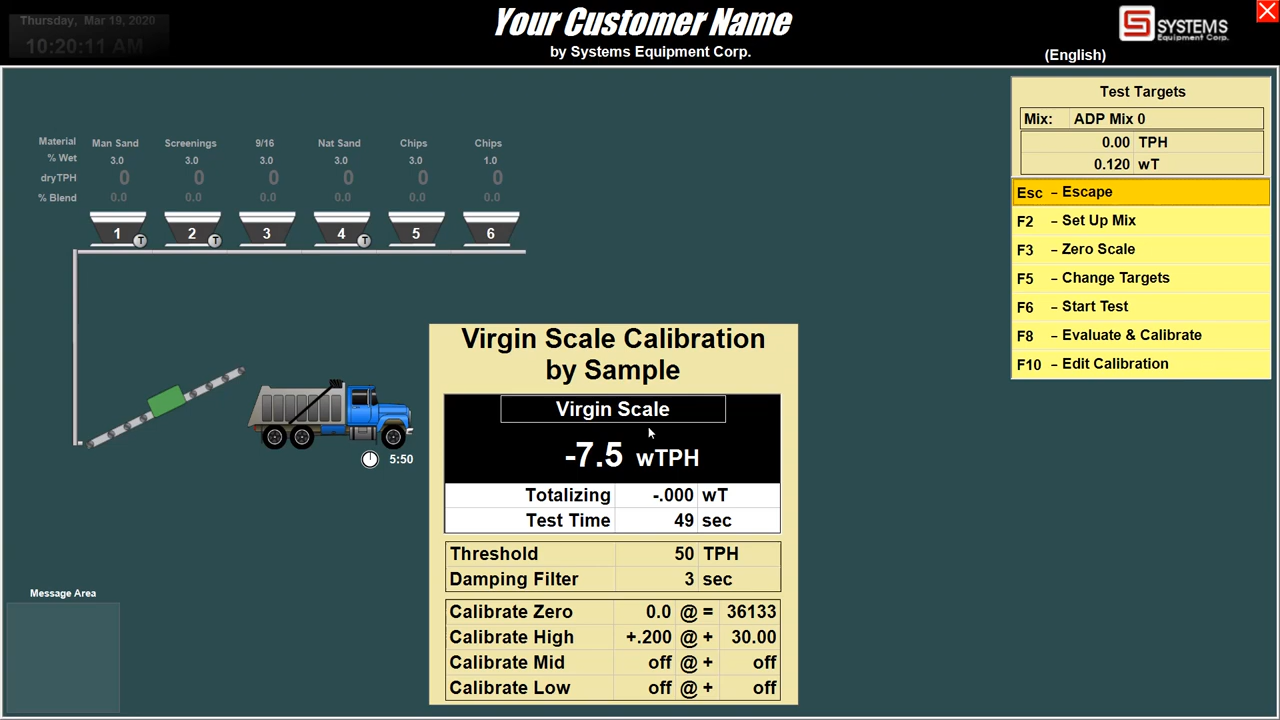 Thursday, Mar 19, 2020
10:20:11 AM
Your Customer Name
by Systems Equipment Corp.
SYSTEMS
Equipment Corp.
(English)
Material Man Sand Screenings 9/16 Nat Sand Chips Chips
% Wet 3.0 3.0 3.0 3.0 3.0 1.0
dryTPH 0 0 0 0 0 0
% Blend 0.0 0.0 0.0 0.0 0.0 0.0
1 T 2 T 3 4 T 5 6
5:50
Message Area
Virgin Scale Calibration
by Sample
Virgin Scale
-7.5 wTPH
Totalizing -.000 wT
Test Time 49 sec
Threshold 50 TPH
Damping Filter 3 sec
Calibrate Zero 0.0 @ = 36133
Calibrate High +.200 @ + 30.00
Calibrate Mid off @ + off
Calibrate Low off @ + off
Test Targets
Mix: ADP Mix 0
0.00 TPH
0.120 wT
Esc – Escape
F2 – Set Up Mix
F3 – Zero Scale
F5 – Change Targets
F6 – Start Test
F8 – Evaluate & Calibrate
F10 – Edit Calibration